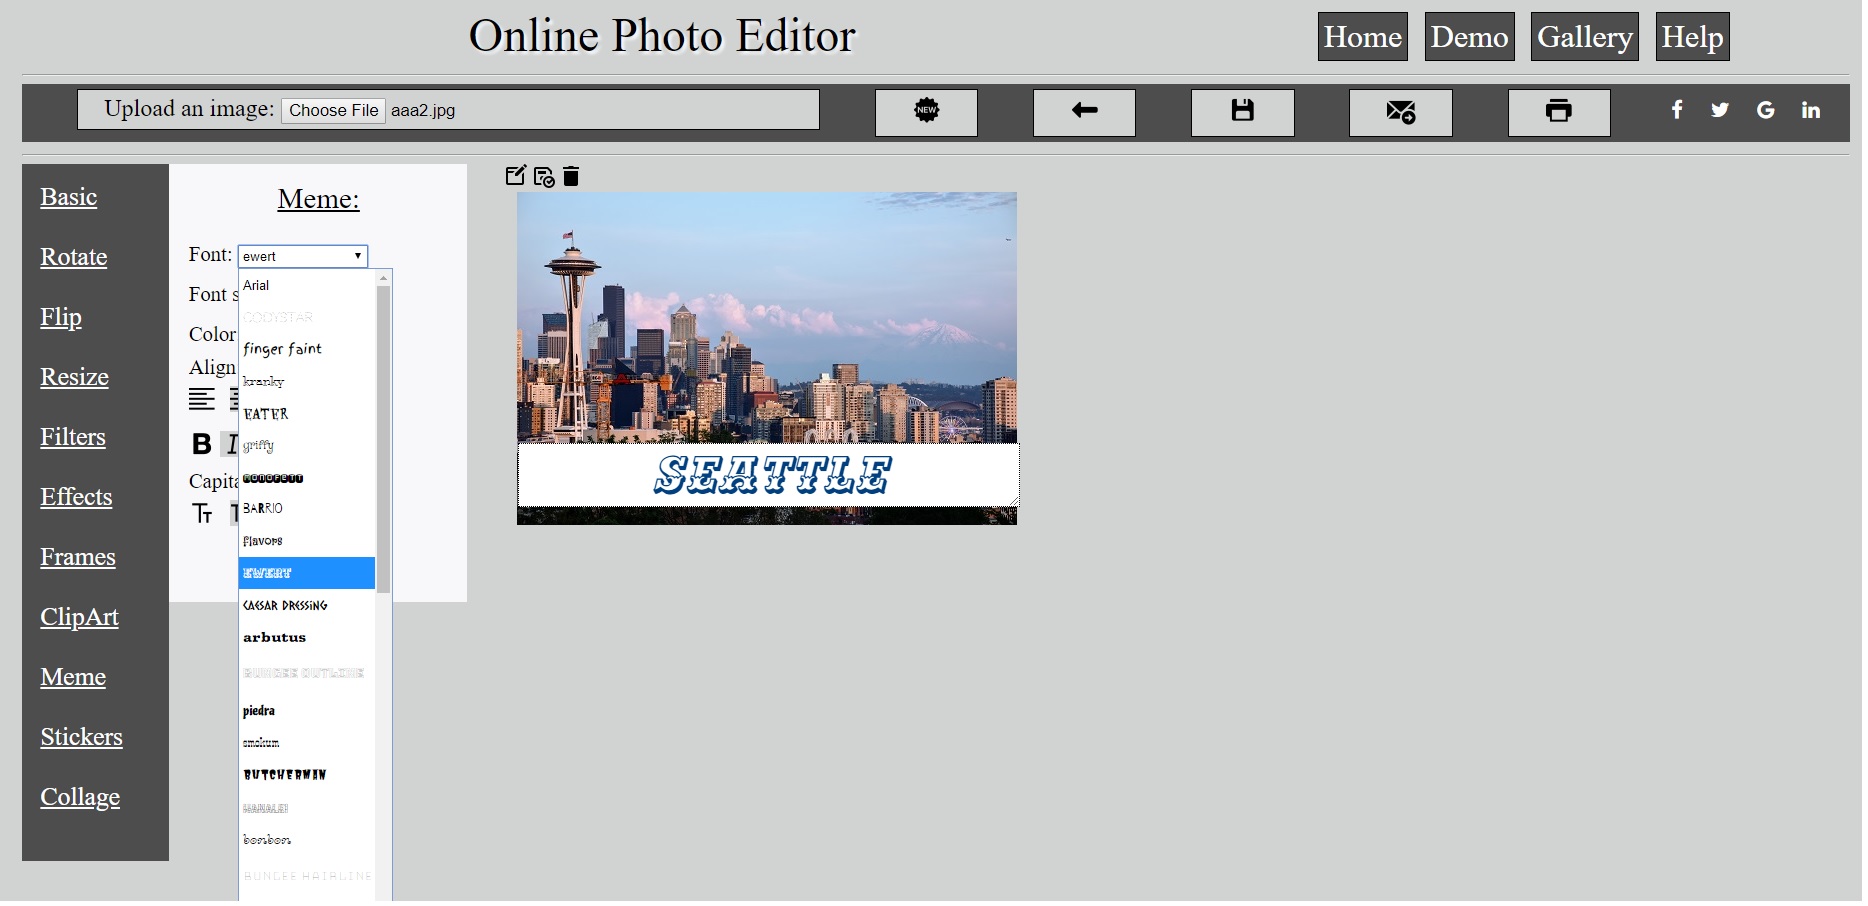 Online Photo Editor
Home Demo Gallery Help
Upload an image: Choose File aaa2.jpg
NEW
Basic
Rotate
Flip
Resize
Filters
Effects
Frames
ClipArt
Meme
Stickers
Collage
Meme:
Font: ewert
Font s
Color
Align
B I
Capita
Arial
CODYSTAR
finger faint
kranky
EATER
griffy
MONOFETT
BARRIO
flavors
EWERT
CAESAR DRESSING
arbutus
BUNGEE OUTLINE
piedra
smokum
BUTCHERMAN
HANALEI
bonbon
BUNGEE HAIRLINE
SEATTLE